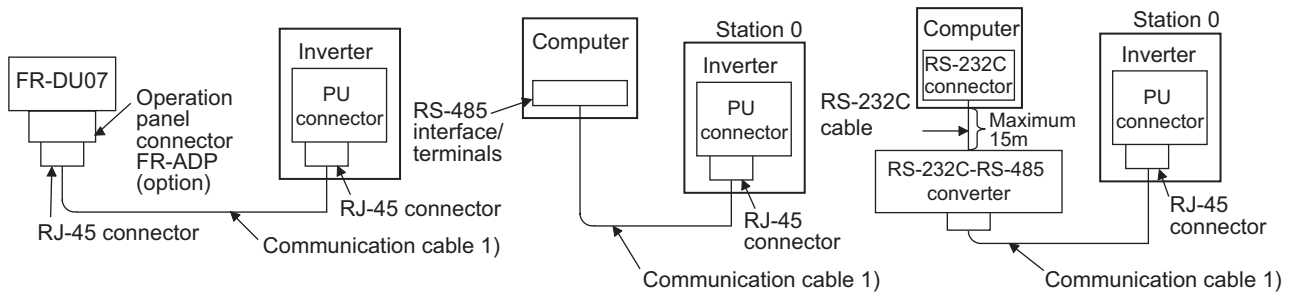 FR-DU07
Operation
panel
connector
FR-ADP
(option)
RJ-45 connector
Inverter
PU
connector
RJ-45 connector
Communication cable 1)
Computer
RS-485
interface/
terminals
Station 0
Inverter
PU
connector
RJ-45
connector
Communication cable 1)
Computer
RS-232C
connector
RS-232C
cable
Maximum
15m
RS-232C-RS-485
converter
Station 0
Inverter
PU
connector
RJ-45
connector
Communication cable 1)